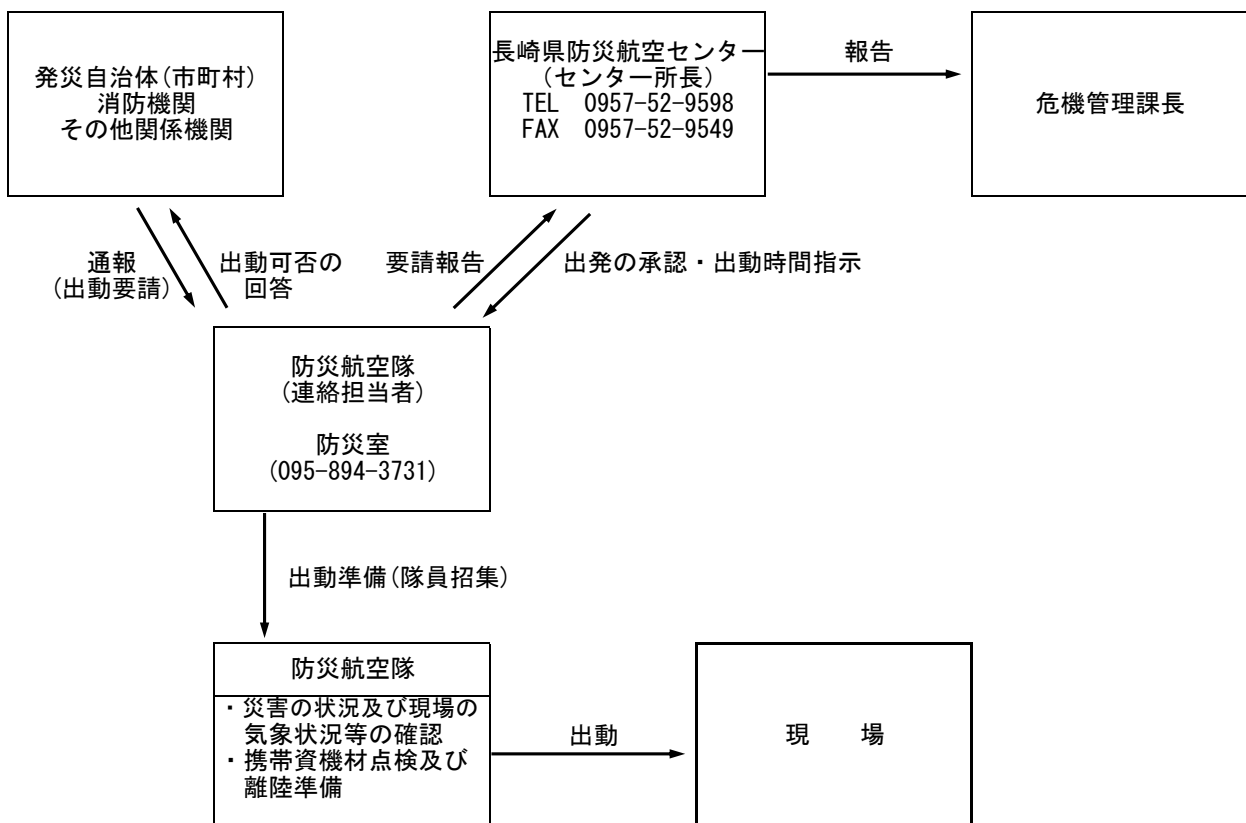 発災自治体(市町村)
消防機関
その他関係機関
長崎県防災航空センター
(センター所長)
TEL 0957-52-9598
FAX 0957-52-9549
報告
危機管理課長
通報
(出動要請)
出動可否の
回答
要請報告
出発の承認・出動時間指示
防災航空隊
(連絡担当者)
防災室
(095-894-3731)
出動準備(隊員招集)
防災航空隊
・災害の状況及び現場の
気象状況等の確認
・携帯資機材点検及び
離陸準備
出動
現　　場